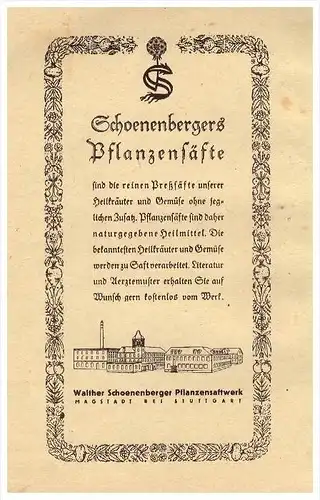 S
Schoenenbergers
Pflanzensäfte
sind die reinen Preßsäfte unserer
Heilkräuter und Gemüse ohne jeg-
lichen Zusatz. Pflanzensäfte sind daher
naturgegebene Heilmittel. Die
bekanntesten Heilkräuter und Gemüse
werden zu Saft verarbeitet. Literatur
und Aerztemuster erhalten Sie auf
Wunsch gern kostenlos vom Werk.
Walther Schoenenberger Pflanzensaftwerk
MAGSTADT BEI STUTTGART